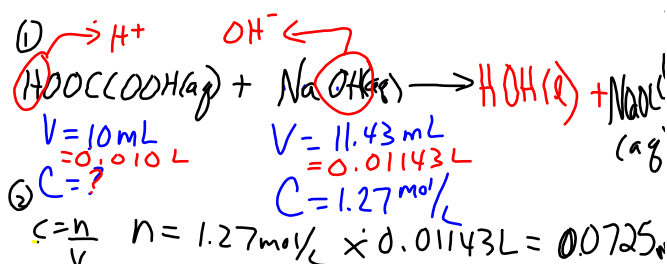 ① H⁺ OH⁻
HOOCCOOH(aq) + NaOH(aq) → HOH(l) + NaOC
(aq
V = 10 mL V = 11.43 mL
= 0.010 L = 0.01143 L
C = ? C = 1.27 mol/L
② c = n/V n = 1.27 mol/L × 0.01143 L = 0.0725